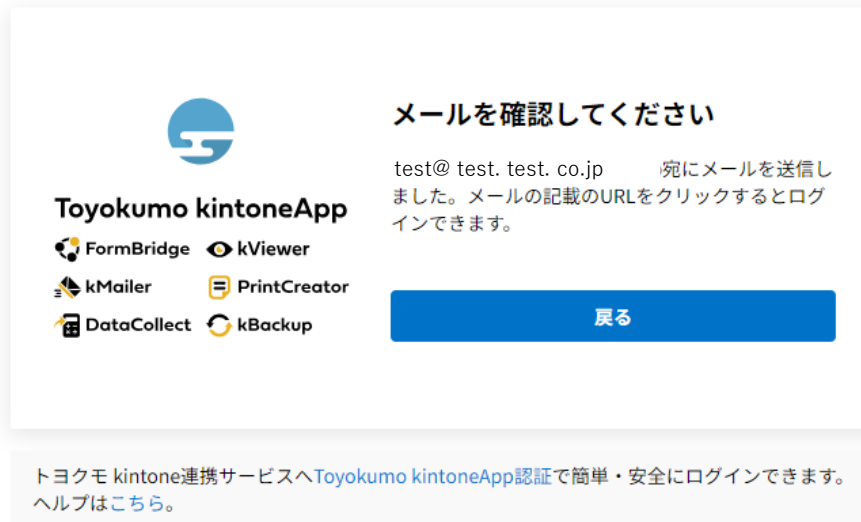 メールを確認してください
test@ test. test. co.jp 宛にメールを送信し
ました。メールの記載のURLをクリックするとログ
インできます。
戻る
Toyokumo kintoneApp
FormBridge kViewer
kMailer PrintCreator
DataCollect kBackup
トヨクモ kintone連携サービスへToyokumo kintoneApp認証で簡単・安全にログインできます。
ヘルプはこちら。